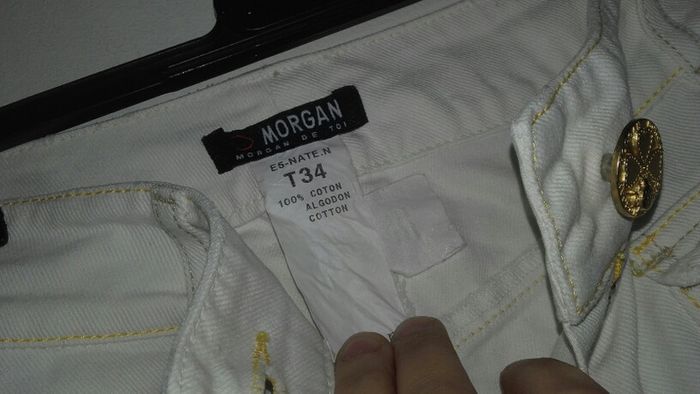 MORGAN
MORGAN DE TOI
E5-NATE.N
T34
100% COTON
ALGODON
COTTON